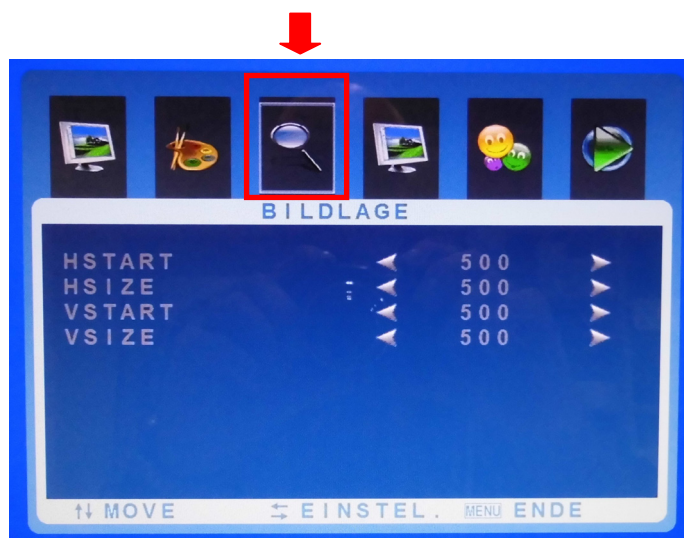 BILDLAGE
HSTART 500
HSIZE 500
VSTART 500
VSIZE 500
↑↓ MOVE ⇆ EINSTEL. MENU ENDE